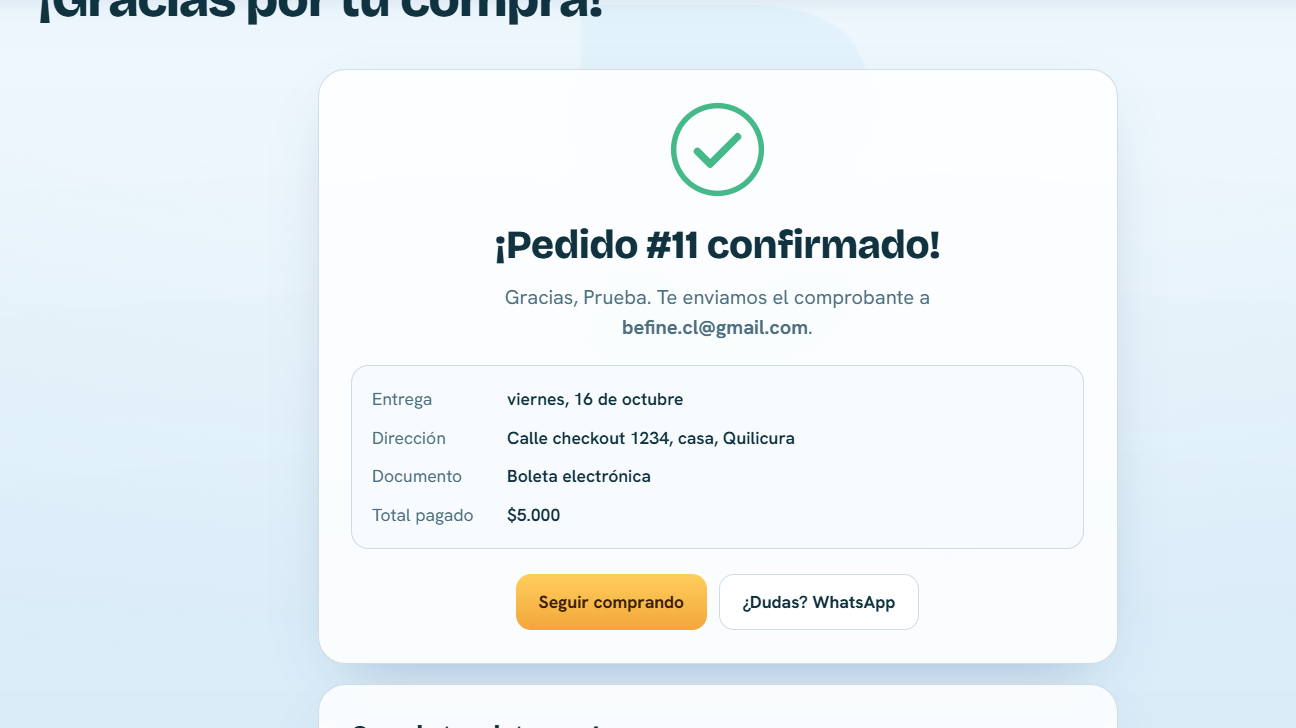 ¡Gracias por tu compra!
¡Pedido #11 confirmado!
Gracias, Prueba. Te enviamos el comprobante a
befine.cl@gmail.com.
Entrega viernes, 16 de octubre
Dirección Calle checkout 1234, casa, Quilicura
Documento Boleta electrónica
Total pagado $5.000
Seguir comprando ¿Dudas? WhatsApp